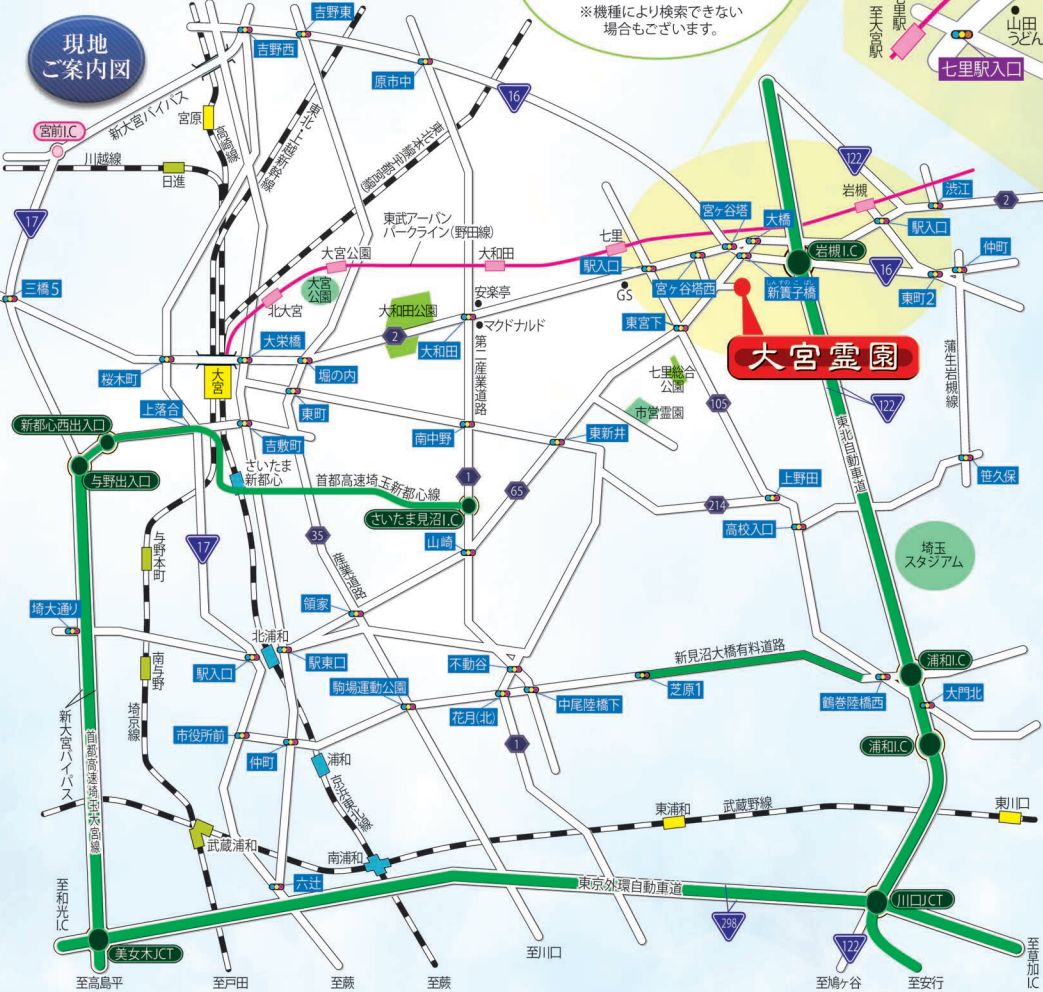 ※機種により検索できない
場合もございます。
至大宮駅
七里駅
山田
うどん
七里駅入口
現地
ご案内図
吉野東
吉野西
原市中
16
宮前I.C
新大宮バイパス
宮原
高崎線
東北・上越新幹線
東北本線(宇都宮線)
川越線
日進
17
122
岩槻
渋江
2
宮ヶ谷塔
大橋
駅入口
仲町
東武アーバン
パークライン(野田線)
七里
大宮公園
大和田
駅入口
岩槻I.C
16
三橋5
大宮
公園
北大宮
大和田公園
安楽亭
GS
宮ヶ谷塔西
しんすのこばし
新簀子橋
東町2
マクドナルド
東宮下
2
大和田
大栄橋
桜木町
大宮
堀の内
第二産業道路
大宮霊園
蒲生岩槻線
七里総合
公園
東町
上落合
市営霊園
105
122
新都心西出入口
吉敷町
南中野
東新井
東北自動車道
与野出入口
さいたま
新都心
首都高速埼玉新都心線
1
65
上野田
笹久保
さいたま見沼I.C
214
高校入口
35
山崎
17
与野本町
産業道路
埼玉
スタジアム
埼大通り
領家
北浦和
駅入口
駅東口
不動谷
新見沼大橋有料道路
浦和I.C
南与野
駒場運動公園
芝原1
鶴巻陸橋西
大門北
花月(北)
中尾陸橋下
新大宮バイパス
埼京線
市役所前
仲町
1
浦和I.C
首都高速埼玉大宮線
浦和
京浜東北線
東浦和
武蔵野線
東川口
武蔵浦和
南浦和
六辻
東京外環自動車道
川口JCT
至和光I.C
298
美女木JCT
122
至川口
至草加I.C
至高島平
至戸田
至蕨
至蕨
至鳩ヶ谷
至安行